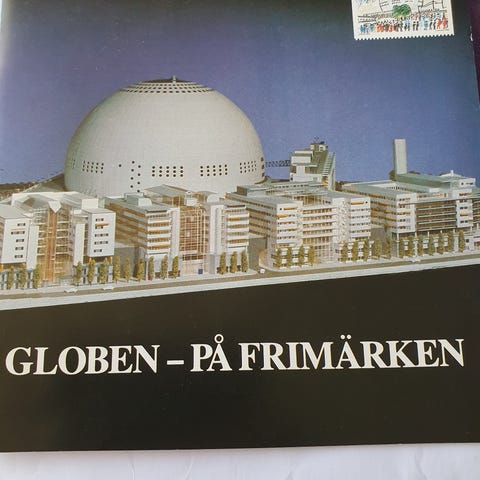 GLOBEN – PÅ FRIMÄRKEN